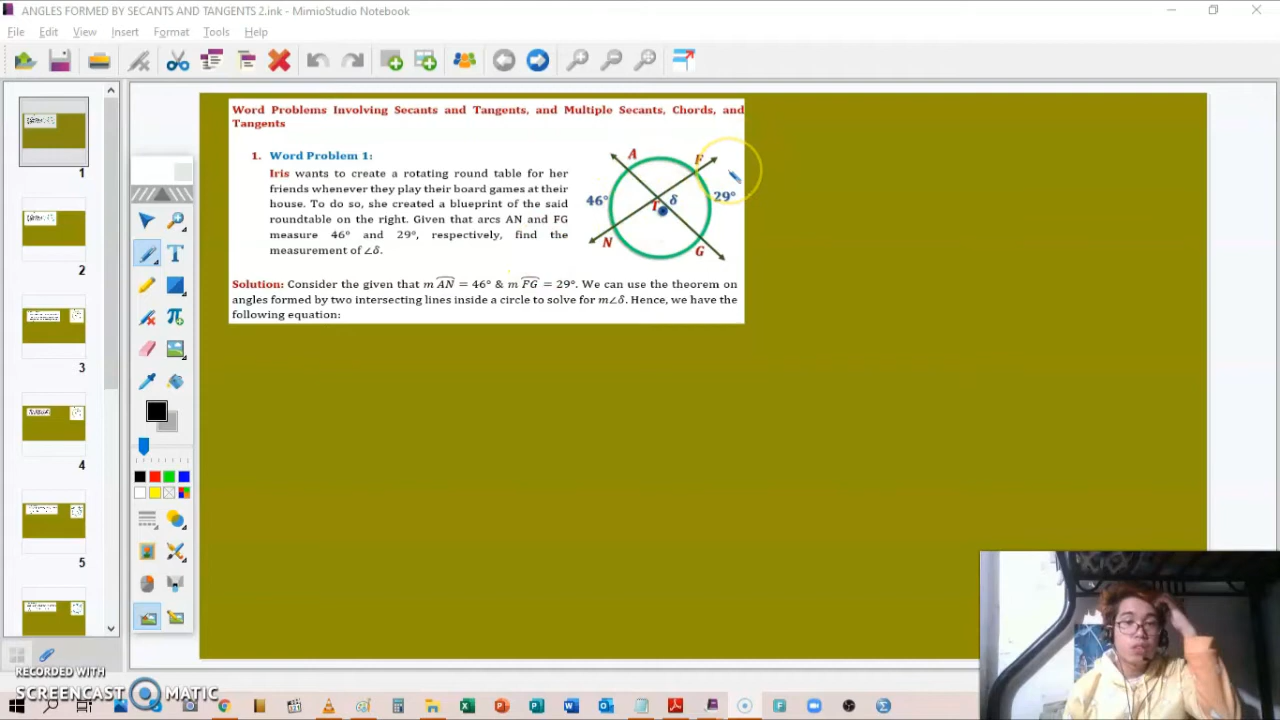 ANGLES FORMED BY SECANTS AND TANGENTS 2.ink - MimioStudio Notebook
File Edit View Insert Format Tools Help
Word Problems Involving Secants and Tangents, and Multiple Secants, Chords, and
Tangents
1. Word Problem 1:
Iris wants to create a rotating round table for her
friends whenever they play their board games at their
house. To do so, she created a blueprint of the said
roundtable on the right. Given that arcs AN and FG
measure 46° and 29°, respectively, find the
measurement of ∠δ.
A
F
46°
I
δ
29°
N
G
Solution: Consider the given that m AN = 46° & m FG = 29°. We can use the theorem on
angles formed by two intersecting lines inside a circle to solve for m∠δ. Hence, we have the
following equation:
1
2
3
4
5
RECORDED WITH
SCREENCAST MATIC